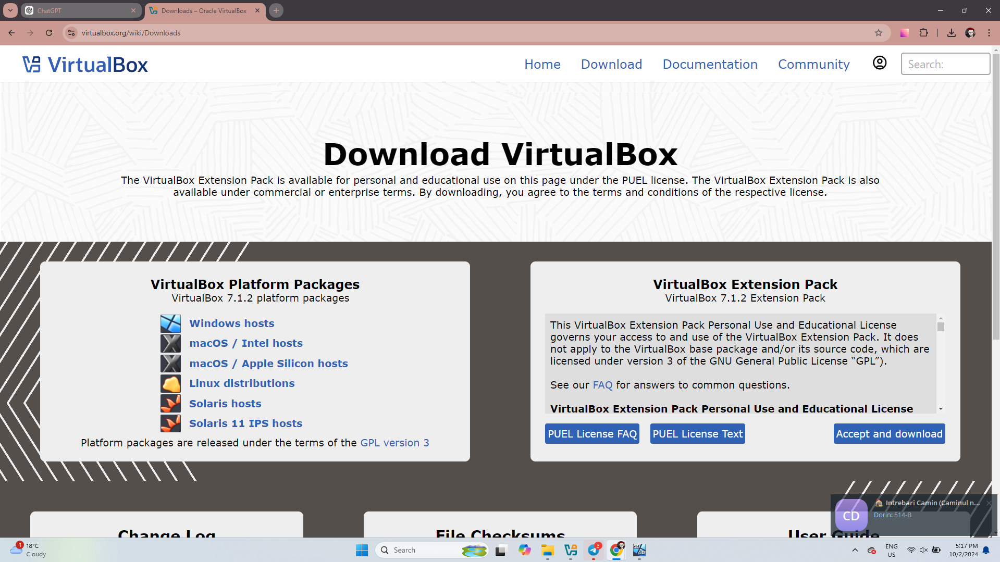 ChatGPT
Downloads – Oracle VirtualBox
virtualbox.org/wiki/Downloads
VirtualBox
Home
Download
Documentation
Community
Search:
Download VirtualBox
The VirtualBox Extension Pack is available for personal and educational use on this page under the PUEL license. The VirtualBox Extension Pack is also
available under commercial or enterprise terms. By downloading, you agree to the terms and conditions of the respective license.
VirtualBox Platform Packages
VirtualBox 7.1.2 platform packages
Windows hosts
macOS / Intel hosts
macOS / Apple Silicon hosts
Linux distributions
Solaris hosts
Solaris 11 IPS hosts
Platform packages are released under the terms of the GPL version 3
VirtualBox Extension Pack
VirtualBox 7.1.2 Extension Pack
This VirtualBox Extension Pack Personal Use and Educational License
governs your access to and use of the VirtualBox Extension Pack. It does
not apply to the VirtualBox base package and/or its source code, which are
licensed under version 3 of the GNU General Public License “GPL”).
See our FAQ for answers to common questions.
VirtualBox Extension Pack Personal Use and Educational License
PUEL License FAQ
PUEL License Text
Accept and download
Change Log
File Checksums
User Guide
CD
Intrebari Camin (Caminul n...
Dorin: 514-B
1
18°C
Cloudy
Search
3
x64
10
ENG
US
5:17 PM
10/2/2024